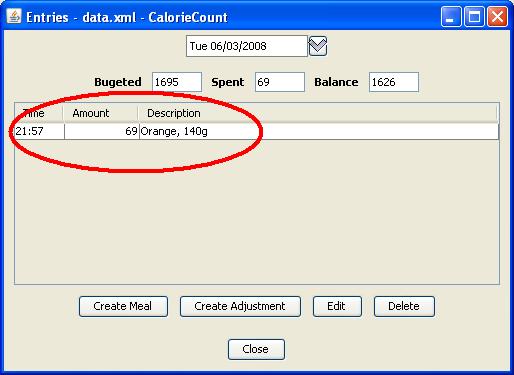 Entries - data.xml - CalorieCount
Tue 06/03/2008
Bugeted 1695 Spent 69 Balance 1626
Time Amount Description
21:57 69 Orange, 140g
Create Meal Create Adjustment Edit Delete
Close